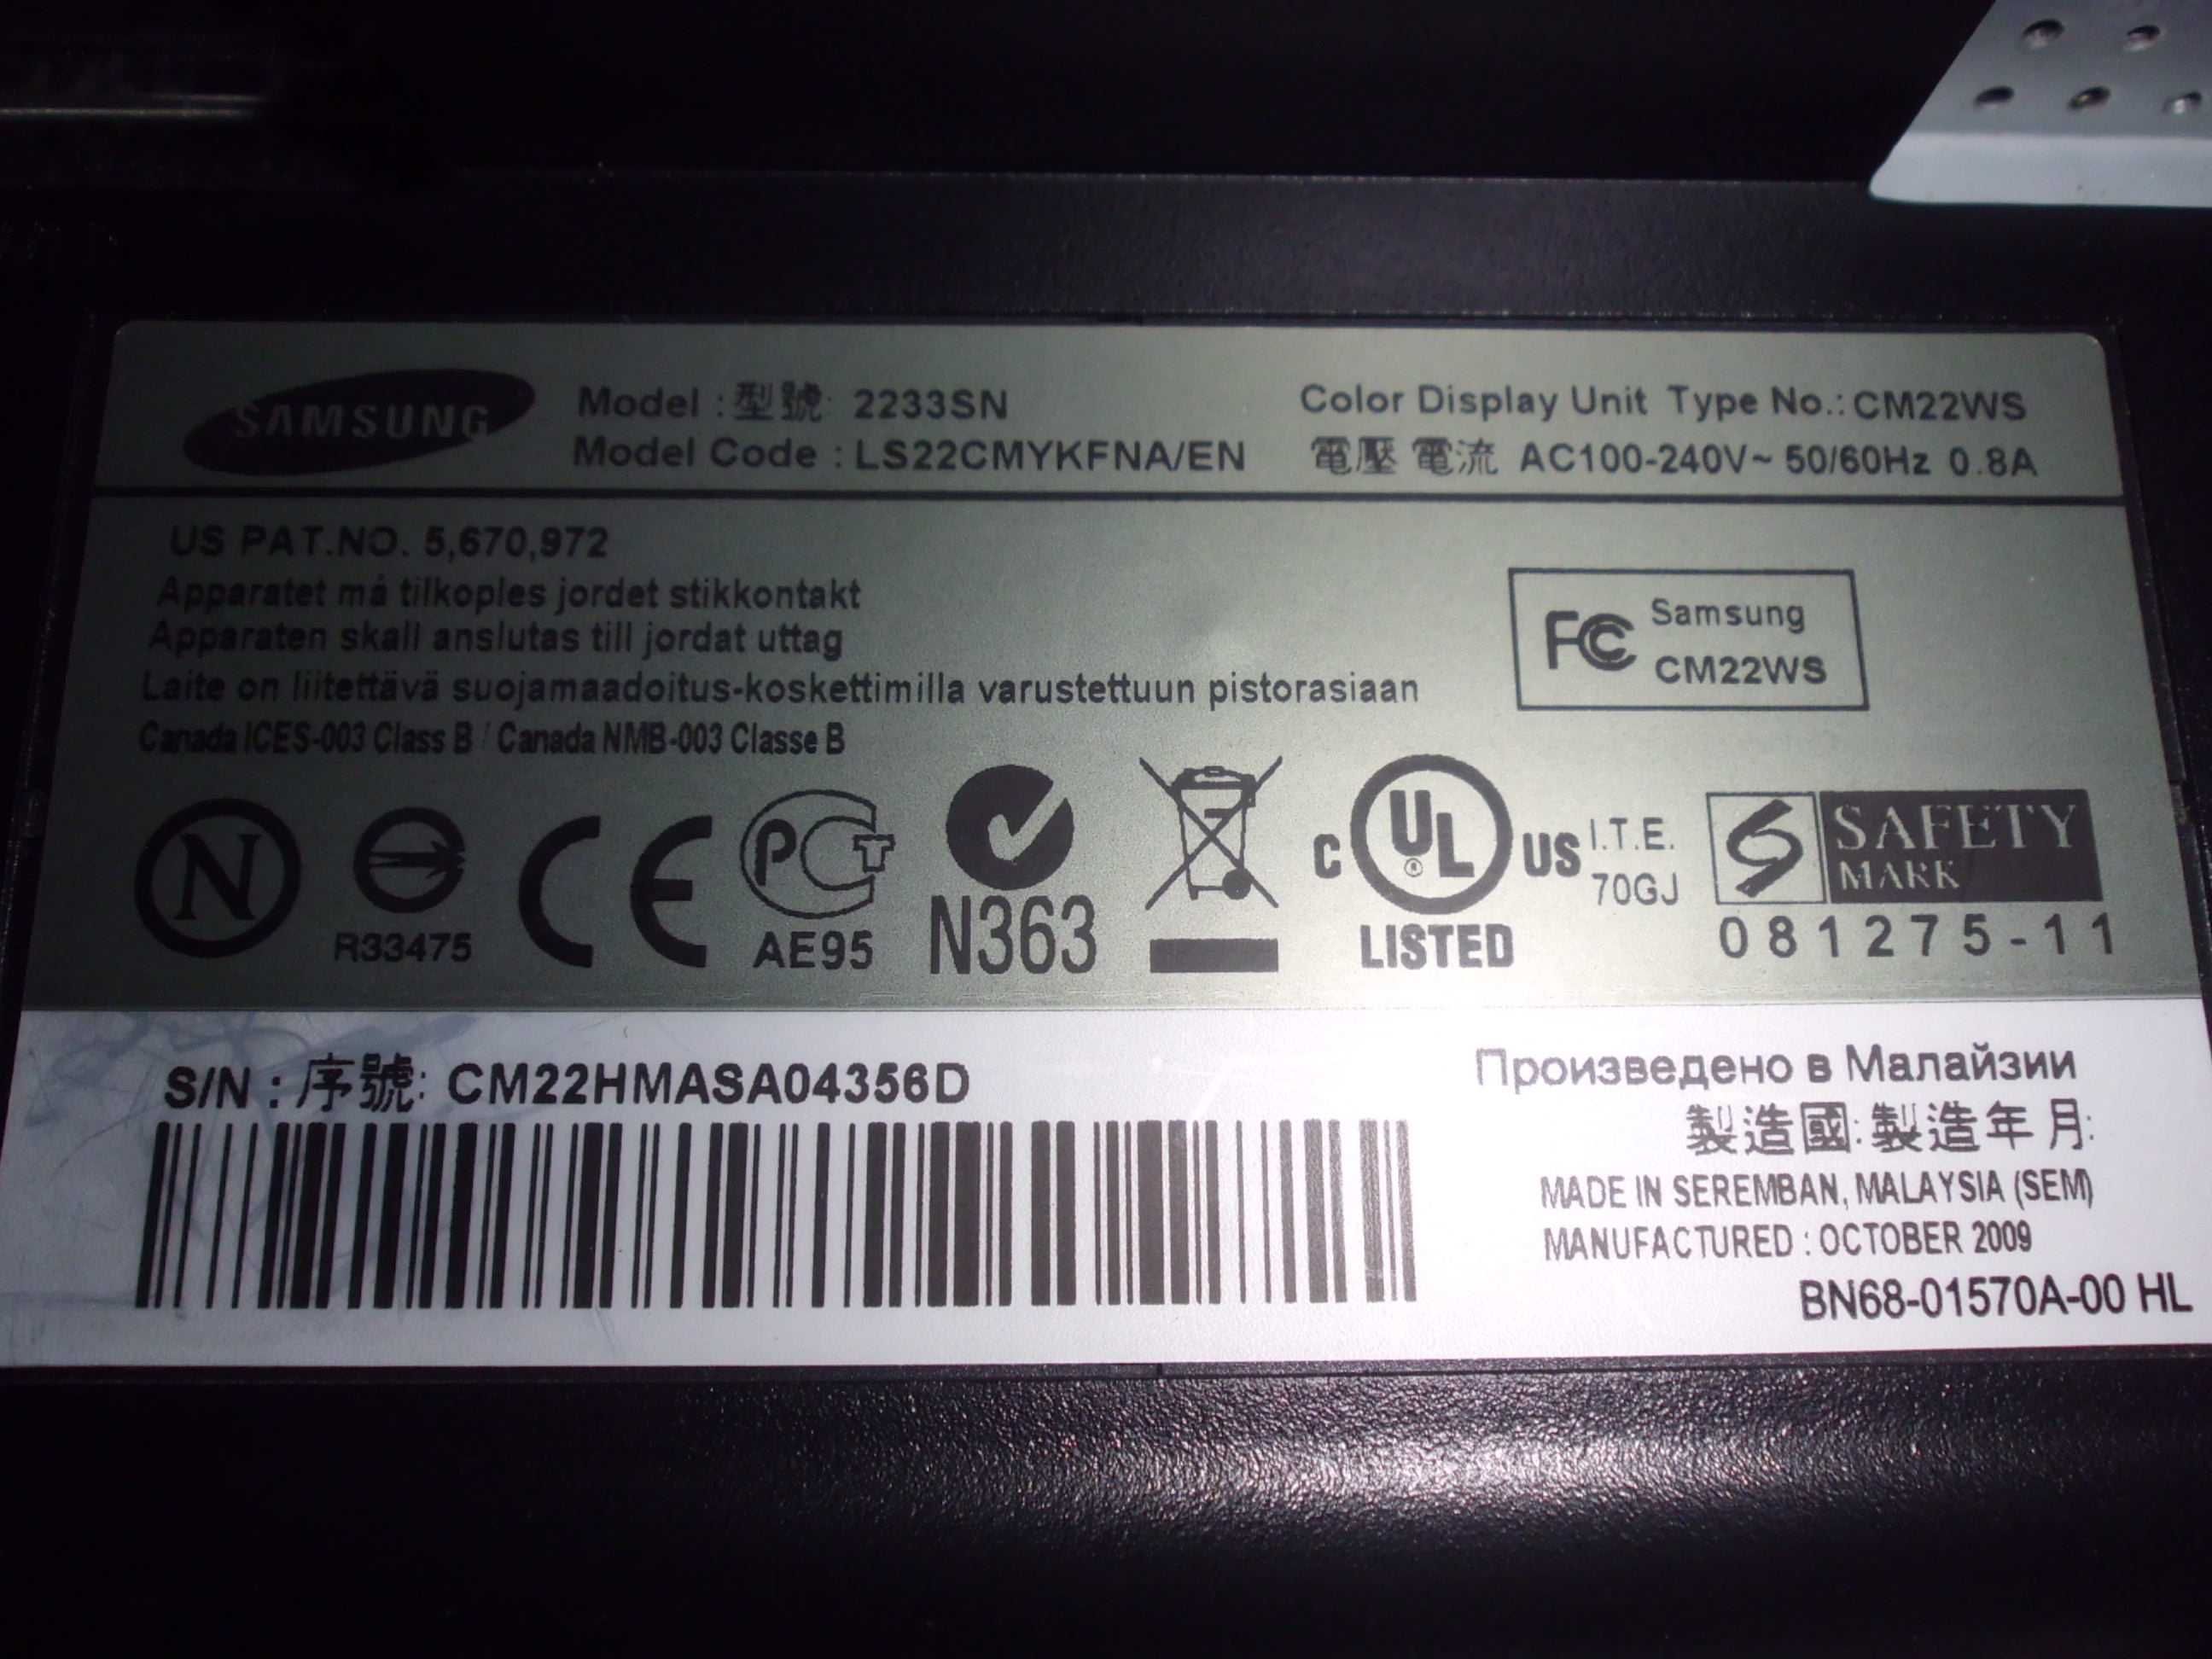 SAMSUNG
Model : 型號: 2233SN
Model Code : LS22CMYKFNA/EN
Color Display Unit Type No.: CM22WS
電壓 電流 AC100-240V~ 50/60Hz 0.8A
US PAT.NO. 5,670,972
Apparatet må tilkoples jordet stikkontakt
Apparaten skall anslutas till jordat uttag
Laite on liitettävä suojamaadoitus-koskettimilla varustettuun pistorasiaan
Canada ICES-003 Class B / Canada NMB-003 Classe B
FC Samsung
CM22WS
N
R33475
CE
РСТ
AE95
N363
C UL US
®
LISTED
I.T.E.
70GJ
SAFETY
MARK
081275-11
S/N : 序號: CM22HMASA04356D
Произведено в Малайзии
製造國: 製造年月:
MADE IN SEREMBAN, MALAYSIA (SEM)
MANUFACTURED : OCTOBER 2009
BN68-01570A-00 HL